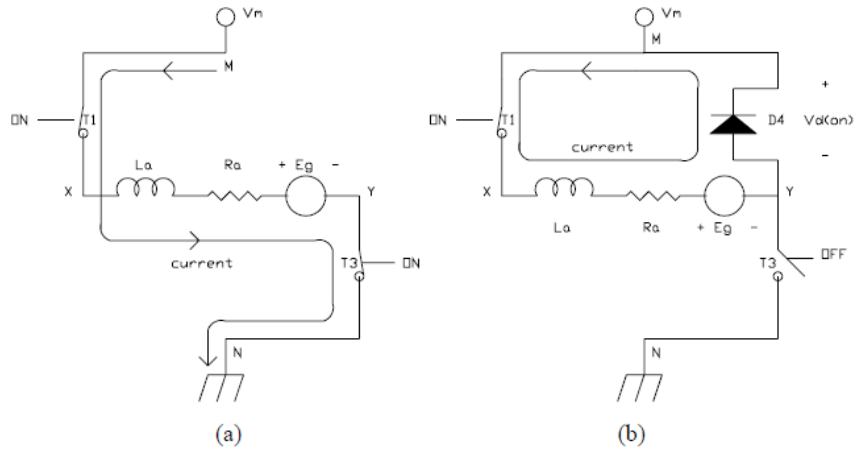 Vm
M
ON
T1
La
Ra
+ Eg -
X
Y
current
T3
ON
N
(a)
Vm
M
+
ON
T1
D4
Vd(on)
current
-
X
Y
La
Ra
+ Eg -
T3
OFF
N
(b)